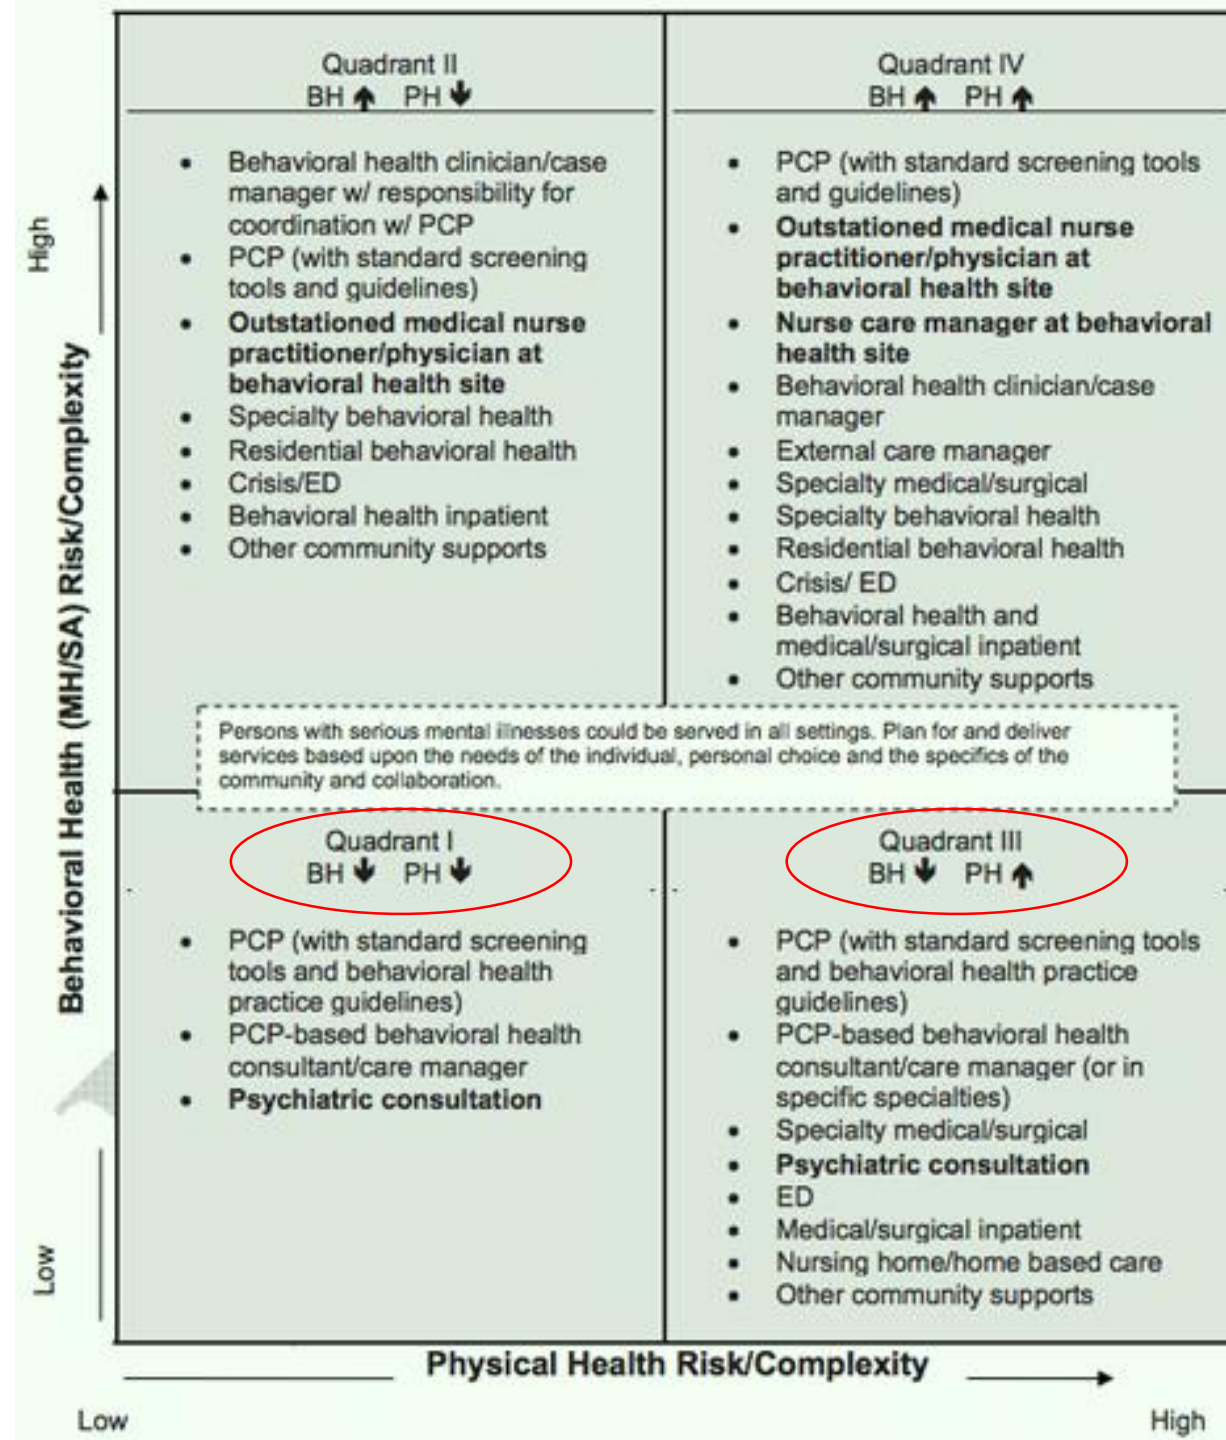 Quadrant II
BH ↑ PH ↓
• Behavioral health clinician/case
manager w/ responsibility for
coordination w/ PCP
• PCP (with standard screening
tools and guidelines)
• Outstationed medical nurse
practitioner/physician at
behavioral health site
• Specialty behavioral health
• Residential behavioral health
• Crisis/ED
• Behavioral health inpatient
• Other community supports
Quadrant IV
BH ↑ PH ↑
• PCP (with standard screening tools
and guidelines)
• Outstationed medical nurse
practitioner/physician at
behavioral health site
• Nurse care manager at behavioral
health site
• Behavioral health clinician/case
manager
• External care manager
• Specialty medical/surgical
• Specialty behavioral health
• Residential behavioral health
• Crisis/ ED
• Behavioral health and
medical/surgical inpatient
• Other community supports
Persons with serious mental illnesses could be served in all settings. Plan for and deliver
services based upon the needs of the individual, personal choice and the specifics of the
community and collaboration.
Quadrant I
BH ↓ PH ↓
• PCP (with standard screening
tools and behavioral health
practice guidelines)
• PCP-based behavioral health
consultant/care manager
• Psychiatric consultation
Quadrant III
BH ↓ PH ↑
• PCP (with standard screening tools
and behavioral health practice
guidelines)
• PCP-based behavioral health
consultant/care manager (or in
specific specialties)
• Specialty medical/surgical
• Psychiatric consultation
• ED
• Medical/surgical inpatient
• Nursing home/home based care
• Other community supports
High
Behavioral Health (MH/SA) Risk/Complexity
Low
Physical Health Risk/Complexity
Low
High